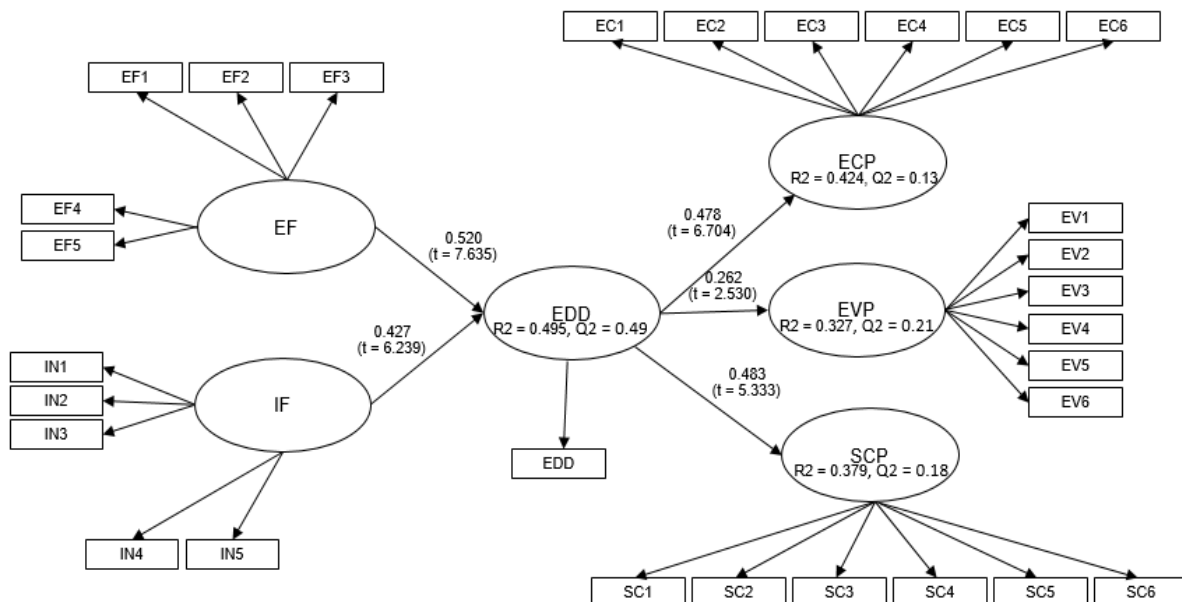 EC1 EC2 EC3 EC4 EC5 EC6
EF1 EF2 EF3
ECP
R2 = 0.424, Q2 = 0.13
EF4
EF5
EF
0.520
(t = 7.635)
0.478
(t = 6.704)
0.262
(t = 2.530)
EDD
R2 = 0.495, Q2 = 0.49
EVP
R2 = 0.327, Q2 = 0.21
EV1
EV2
EV3
EV4
EV5
EV6
0.427
(t = 6.239)
IN1
IN2
IN3
IF
0.483
(t = 5.333)
EDD
SCP
R2 = 0.379, Q2 = 0.18
IN4 IN5
SC1 SC2 SC3 SC4 SC5 SC6